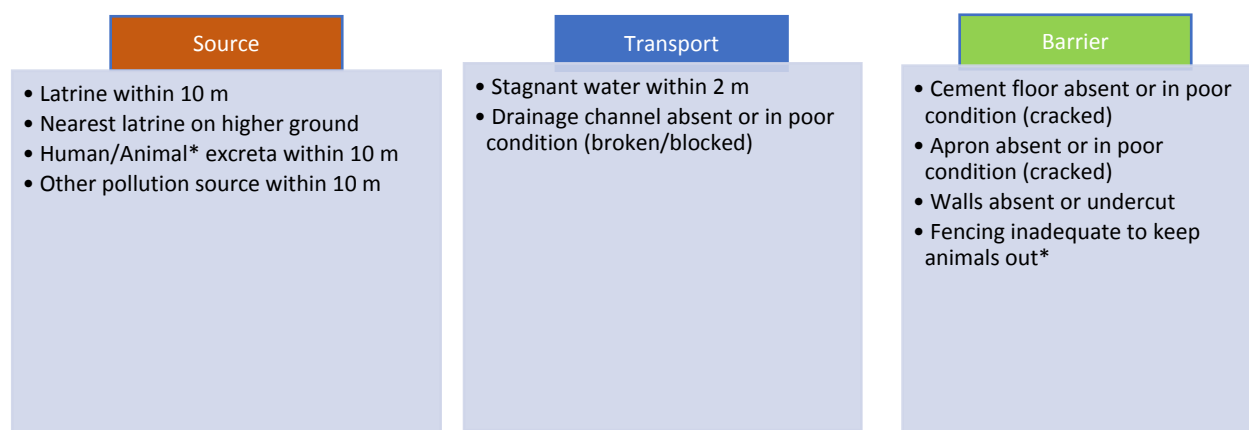 Source
• Latrine within 10 m
• Nearest latrine on higher ground
• Human/Animal* excreta within 10 m
• Other pollution source within 10 m
Transport
• Stagnant water within 2 m
• Drainage channel absent or in poor
condition (broken/blocked)
Barrier
• Cement floor absent or in poor
condition (cracked)
• Apron absent or in poor
condition (cracked)
• Walls absent or undercut
• Fencing inadequate to keep
animals out*